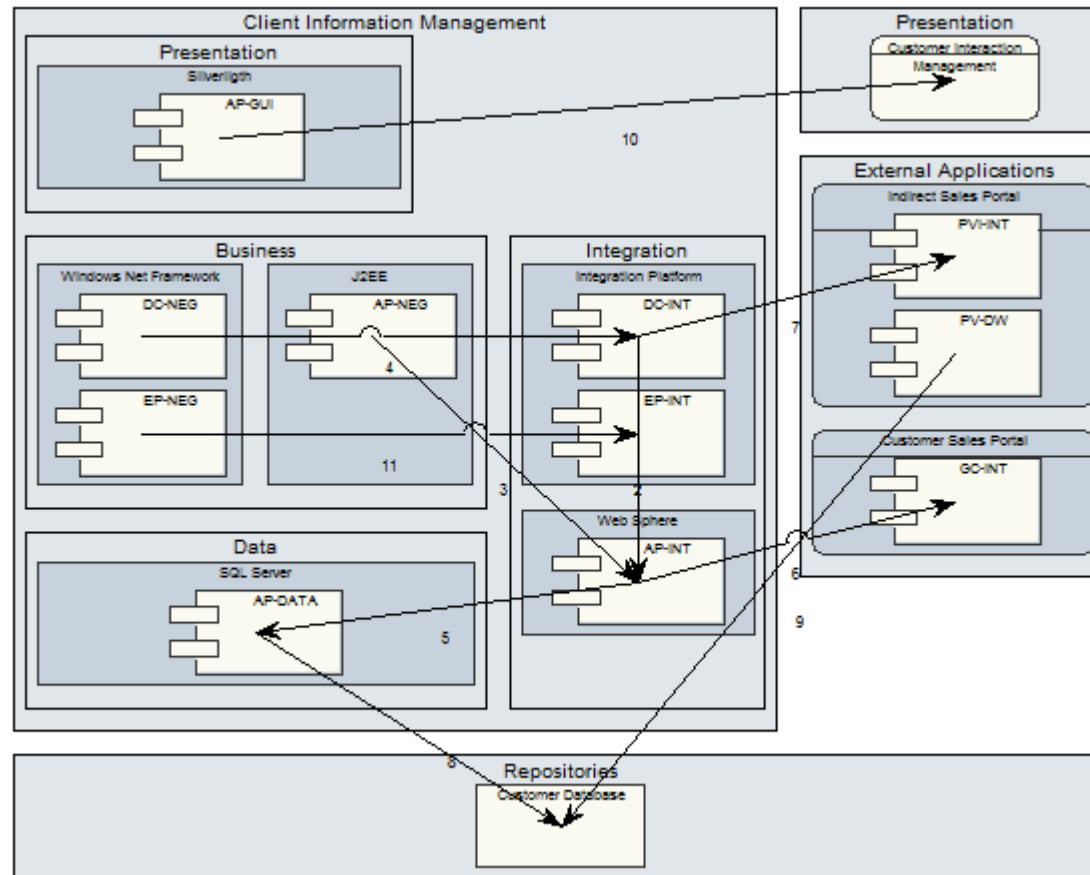 Client Information Management
Presentation
Silverligth
AP-GUI
10
Presentation
Customer Interaction
Management
External Applications
Indirect Sales Portal
PVI-INT
PV-DW
7
Customer Sales Portal
GC-INT
6
9
Business
Windows Net Framework
DC-NEG
EP-NEG
J2EE
AP-NEG
4
11
3
Integration
Integration Platform
DC-INT
EP-INT
2
Web Sphere
AP-INT
Data
SQL Server
AP-DATA
5
8
Repositories
Customer Database